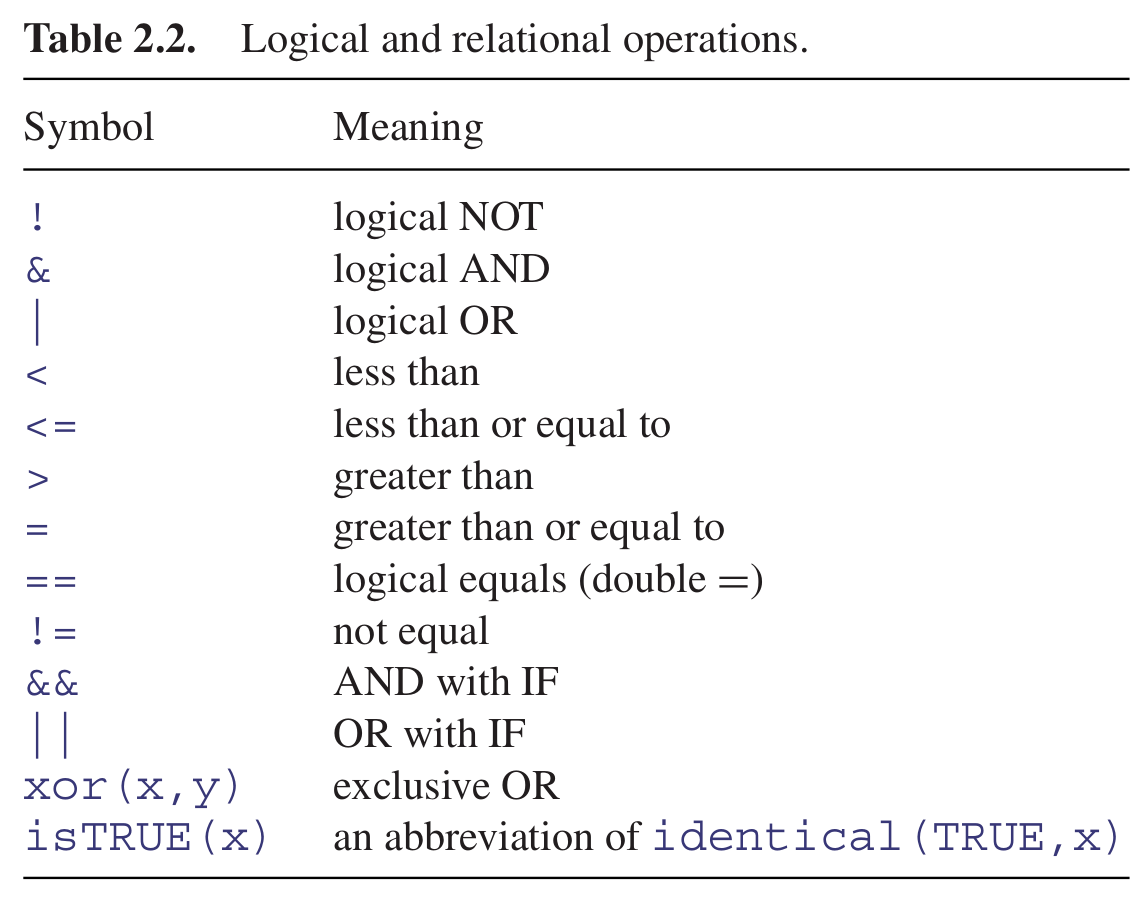 Table 2.2. Logical and relational operations.
Symbol Meaning
! logical NOT
& logical AND
| logical OR
< less than
<= less than or equal to
> greater than
= greater than or equal to
== logical equals (double =)
!= not equal
&& AND with IF
|| OR with IF
xor(x,y) exclusive OR
isTRUE(x) an abbreviation of identical(TRUE,x)